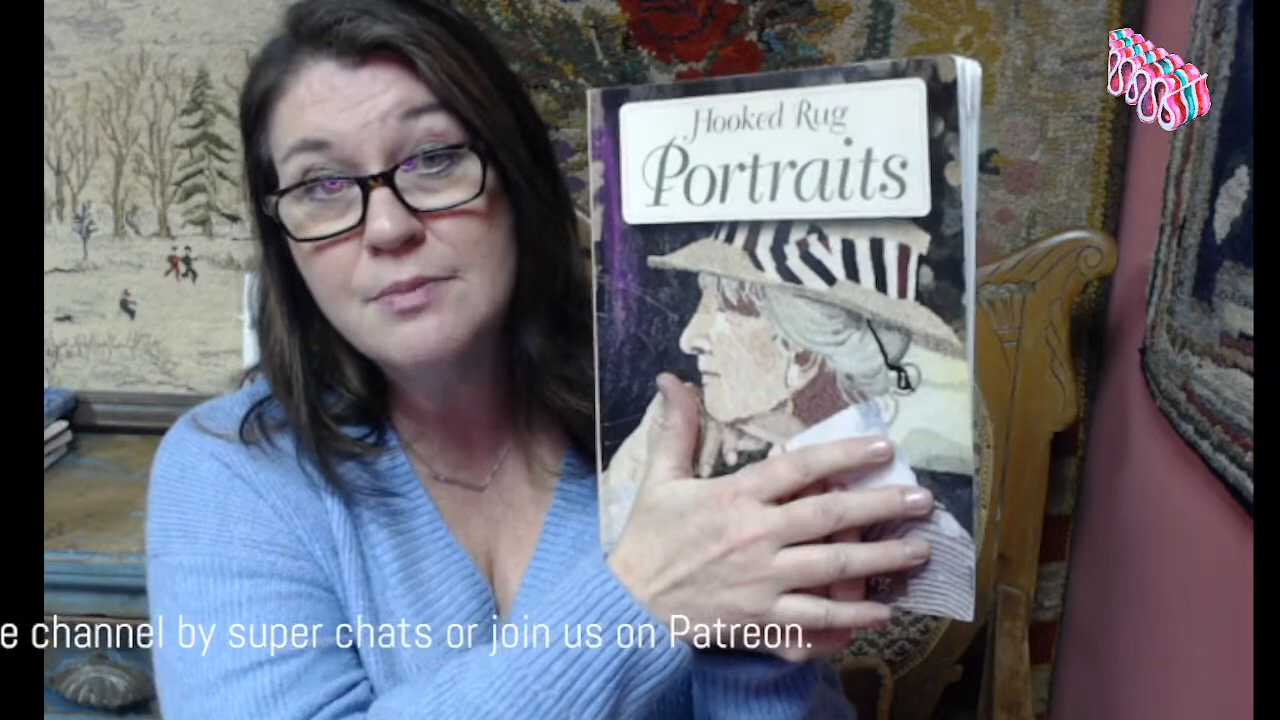 Hooked Rug
Portraits
e channel by super chats or join us on Patreon.